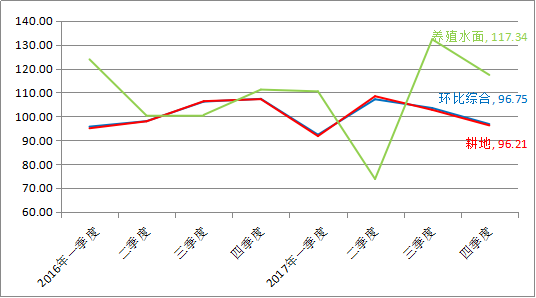 140.00
130.00
120.00
110.00
100.00
90.00
80.00
70.00
60.00
养殖水面, 117.34
环比综合, 96.75
耕地, 96.21
2016年一季度
二季度
三季度
四季度
2017年一季度
二季度
三季度
四季度